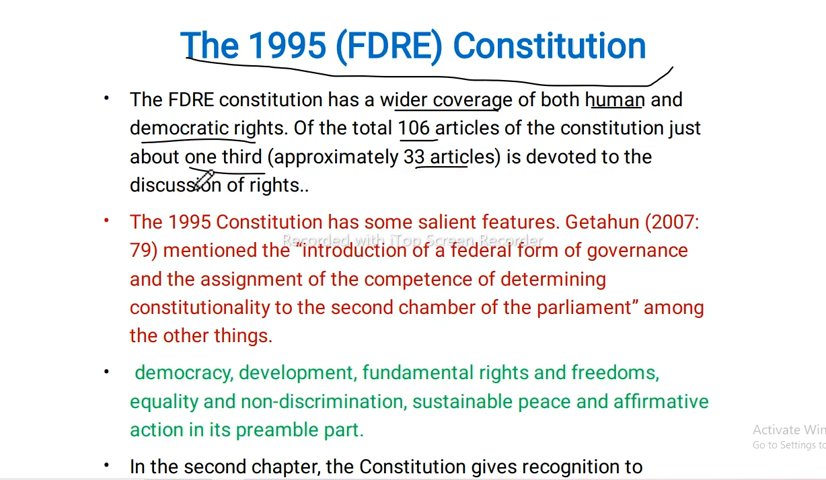 The 1995 (FDRE) Constitution
• The FDRE constitution has a wider coverage of both human and
democratic rights. Of the total 106 articles of the constitution just
about one third (approximately 33 articles) is devoted to the
discussion of rights..
• The 1995 Constitution has some salient features. Getahun (2007:
Recorded with iTop Screen Recorder
79) mentioned the “introduction of a federal form of governance
and the assignment of the competence of determining
constitutionality to the second chamber of the parliament” among
the other things.
• democracy, development, fundamental rights and freedoms,
equality and non-discrimination, sustainable peace and affirmative
action in its preamble part.
Activate Win
Go to Settings to
• In the second chapter, the Constitution gives recognition to